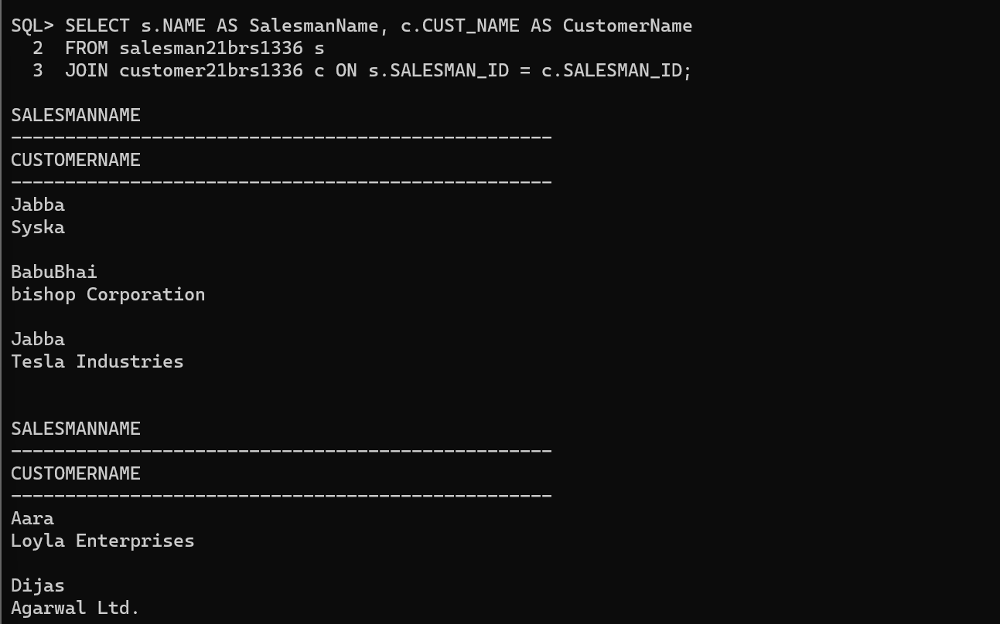 SQL> SELECT s.NAME AS SalesmanName, c.CUST_NAME AS CustomerName
2 FROM salesman21brs1336 s
3 JOIN customer21brs1336 c ON s.SALESMAN_ID = c.SALESMAN_ID;
SALESMANNAME
--------------------------------------------------
CUSTOMERNAME
--------------------------------------------------
Jabba
Syska
BabuBhai
bishop Corporation
Jabba
Tesla Industries
SALESMANNAME
--------------------------------------------------
CUSTOMERNAME
--------------------------------------------------
Aara
Loyla Enterprises
Dijas
Agarwal Ltd.